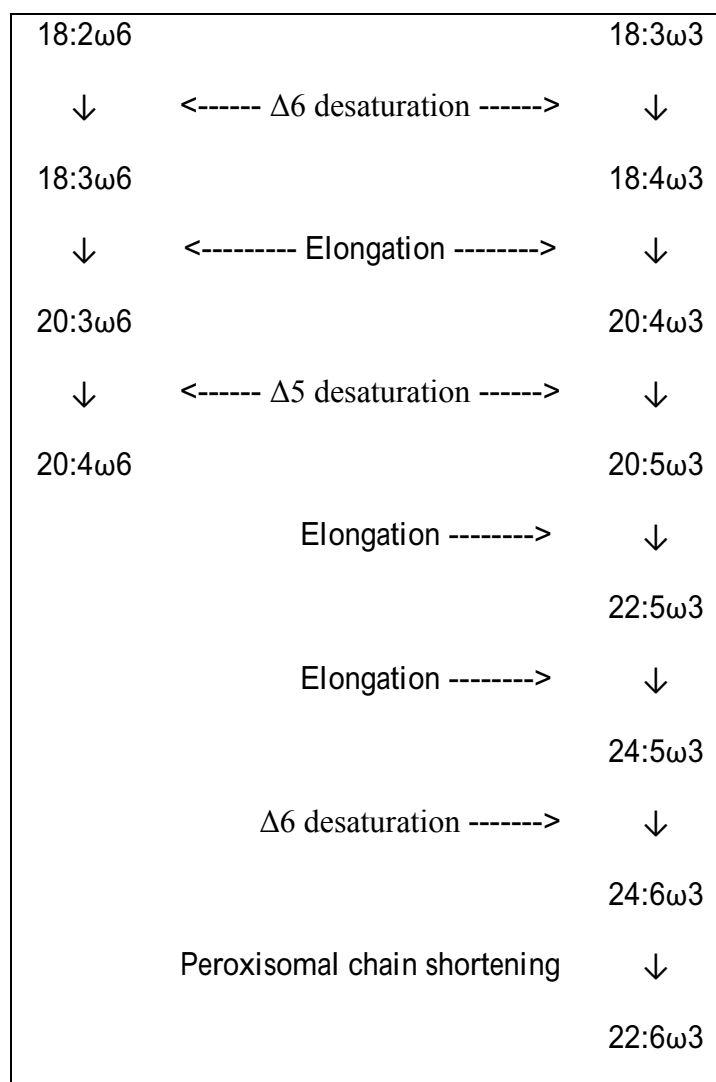 18:2ω6 18:3ω3
↓ <------ Δ6 desaturation ------> ↓
18:3ω6 18:4ω3
↓ <--------- Elongation --------> ↓
20:3ω6 20:4ω3
↓ <------ Δ5 desaturation ------> ↓
20:4ω6 20:5ω3
Elongation --------> ↓
22:5ω3
Elongation --------> ↓
24:5ω3
Δ6 desaturation -------> ↓
24:6ω3
Peroxisomal chain shortening ↓
22:6ω3